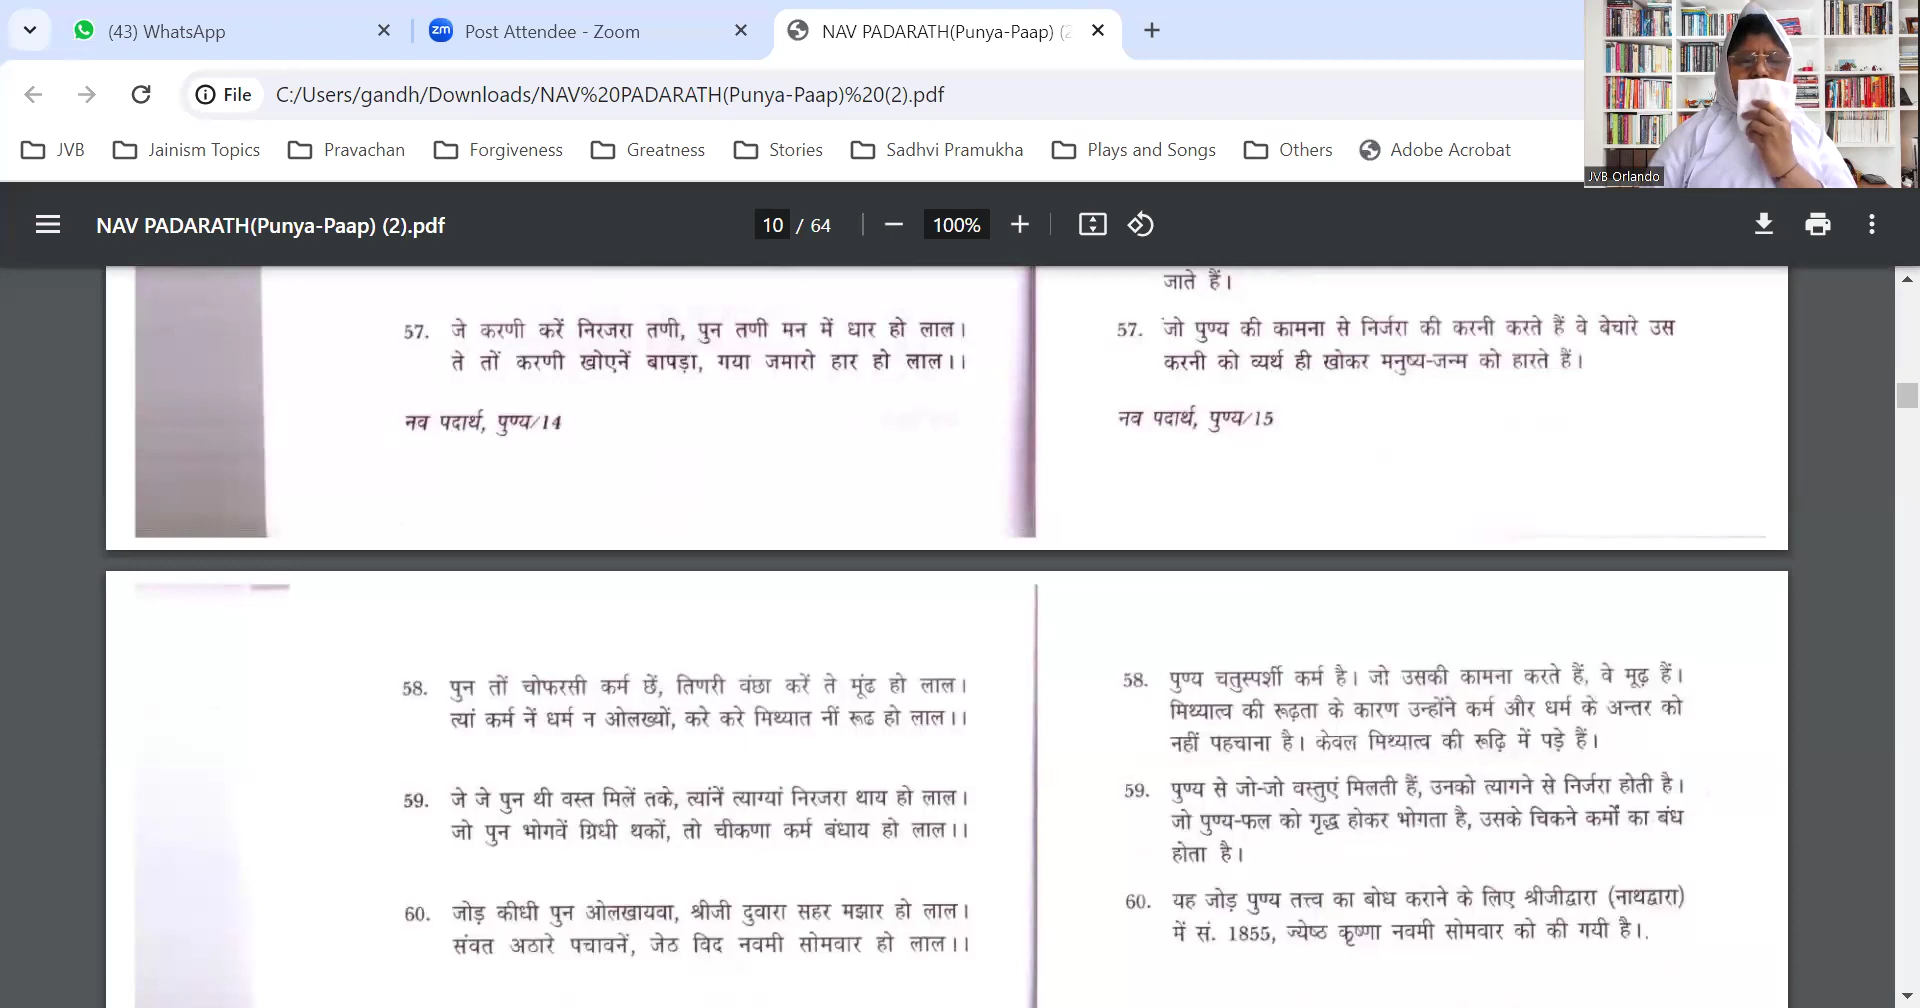 (43) WhatsApp
zm Post Attendee - Zoom
NAV PADARATH(Punya-Paap) (2
File C:/Users/gandh/Downloads/NAV%20PADARATH(Punya-Paap)%20(2).pdf
JVB Jainism Topics Pravachan Forgiveness Greatness Stories Sadhvi Pramukha Plays and Songs Others Adobe Acrobat
JVB Orlando
NAV PADARATH(Punya-Paap) (2).pdf 10 / 64 100%
57. जे करणी करें निरजरा तणी, पुन तणी मन में धार हो लाल।
ते तों करणी खोएनें बापड़ा, गया जमारो हार हो लाल।।
नव पदार्थ, पुण्य/14
जाते हैं।
57. जो पुण्य की कामना से निर्जरा की करनी करते हैं वे बेचारे उस
करनी को व्यर्थ ही खोकर मनुष्य-जन्म को हारते हैं।
नव पदार्थ, पुण्य/15
58. पुन तों चोफरसी कर्म छें, तिणरी वंछा करें ते मूंढ हो लाल।
त्यां कर्म नें धर्म न ओलख्यों, करे करे मिथ्यात नीं रूढ हो लाल।।
59. जे जे पुन थी वस्त मिलें तके, त्यांनें त्याग्यां निरजरा थाय हो लाल।
जो पुन भोगवें ग्रिधी थकों, तो चीकणा कर्म बंधाय हो लाल।।
60. जोड़ कीधी पुन ओलखायवा, श्रीजी दुवारा सहर मझार हो लाल।
संवत अठारे पचावनें, जेठ विद नवमी सोमवार हो लाल।।
58. पुण्य चतुस्पर्शी कर्म है। जो उसकी कामना करते हैं, वे मूढ़ हैं।
मिथ्यात्व की रूढ़ता के कारण उन्होंने कर्म और धर्म के अन्तर को
नहीं पहचाना है। केवल मिथ्यात्व की रूढ़ि में पड़े हैं।
59. पुण्य से जो-जो वस्तुएं मिलती हैं, उनको त्यागने से निर्जरा होती है।
जो पुण्य-फल को गृद्ध होकर भोगता है, उसके चिकने कर्मों का बंध
होता है।
60. यह जोड़ पुण्य तत्त्व का बोध कराने के लिए श्रीजीद्वारा (नाथद्वारा)
में सं. 1855, ज्येष्ठ कृष्णा नवमी सोमवार को की गयी है।.